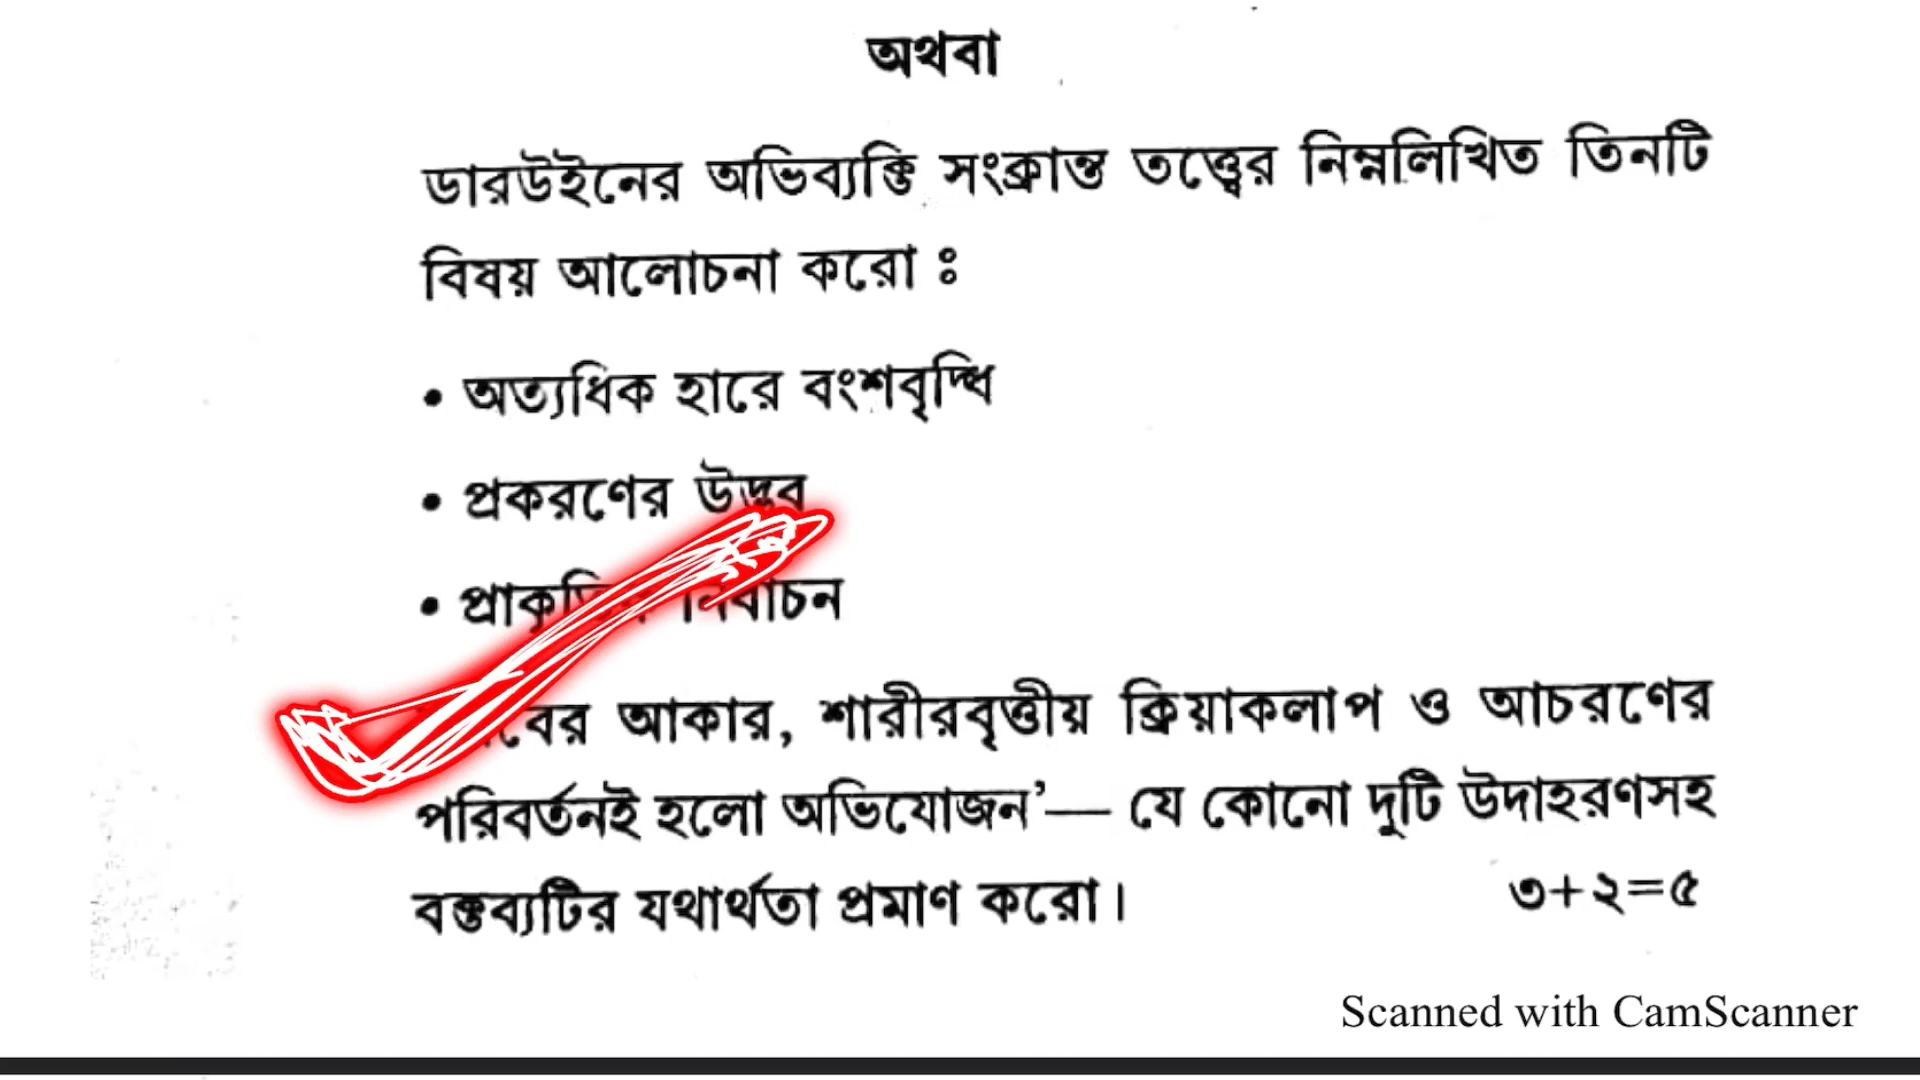 অথবা
ডারউইনের অভিব্যক্তি সংক্রান্ত তত্ত্বের নিম্নলিখিত তিনটি
বিষয় আলোচনা করো ঃ
• অত্যধিক হারে বংশবৃদ্ধি
• প্রকরণের উদ্ভব
• প্রাকৃতিক নির্বাচন
আকার, শারীরবৃত্তীয় ক্রিয়াকলাপ ও আচরণের
পরিবর্তনই হলো অভিযোজন’— যে কোনো দুটি উদাহরণসহ
বক্তব্যটির যথার্থতা প্রমাণ করো। ৩+২=৫
Scanned with CamScanner